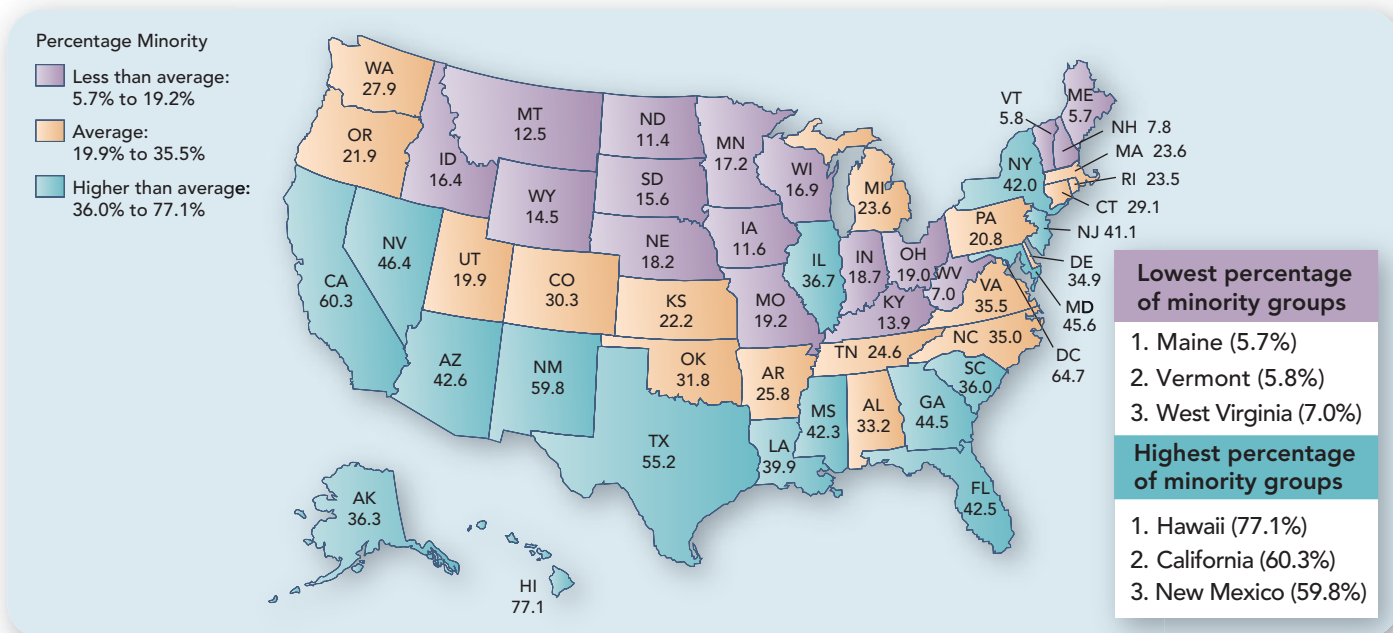 Percentage Minority
Less than average:
5.7% to 19.2%
Average:
19.9% to 35.5%
Higher than average:
36.0% to 77.1%
WA
27.9
OR
21.9
CA
60.3
NV
46.4
ID
16.4
MT
12.5
WY
14.5
UT
19.9
CO
30.3
AZ
42.6
NM
59.8
ND
11.4
SD
15.6
NE
18.2
KS
22.2
OK
31.8
TX
55.2
MN
17.2
IA
11.6
MO
19.2
AR
25.8
LA
39.9
WI
16.9
IL
36.7
MI
23.6
IN
18.7
OH
19.0
KY
13.9
TN 24.6
MS
42.3
AL
33.2
GA
44.5
FL
42.5
SC
36.0
NC 35.0
VA
35.5
WV
7.0
PA
20.8
NY
42.0
VT
5.8
ME
5.7
NH 7.8
MA 23.6
RI 23.5
CT 29.1
NJ 41.1
DE
34.9
MD
45.6
DC
64.7
AK
36.3
HI
77.1
Lowest percentage
of minority groups
1. Maine (5.7%)
2. Vermont (5.8%)
3. West Virginia (7.0%)
Highest percentage
of minority groups
1. Hawaii (77.1%)
2. California (60.3%)
3. New Mexico (59.8%)